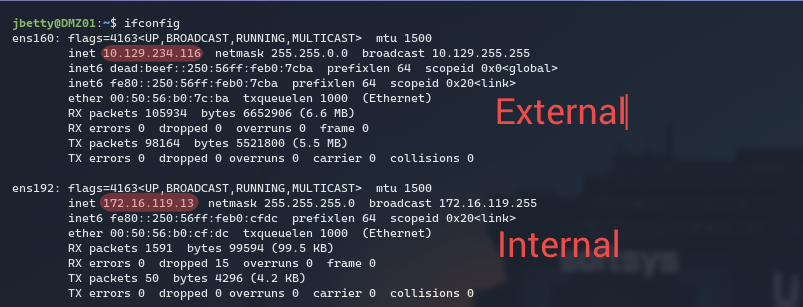 jbetty@DMZ01:~$ ifconfig
ens160: flags=4163<UP,BROADCAST,RUNNING,MULTICAST>  mtu 1500
        inet 10.129.234.116  netmask 255.255.0.0  broadcast 10.129.255.255
        inet6 dead:beef::250:56ff:feb0:7cba  prefixlen 64  scopeid 0x0<global>
        inet6 fe80::250:56ff:feb0:7cba  prefixlen 64  scopeid 0x20<link>
        ether 00:50:56:b0:7c:ba  txqueuelen 1000  (Ethernet)
        RX packets 105934  bytes 6652906 (6.6 MB)
        RX errors 0  dropped 0  overruns 0  frame 0
        TX packets 98164  bytes 5521800 (5.5 MB)
        TX errors 0  dropped 0 overruns 0  carrier 0  collisions 0
External
ens192: flags=4163<UP,BROADCAST,RUNNING,MULTICAST>  mtu 1500
        inet 172.16.119.13  netmask 255.255.255.0  broadcast 172.16.119.255
        inet6 fe80::250:56ff:feb0:cfdc  prefixlen 64  scopeid 0x20<link>
        ether 00:50:56:b0:cf:dc  txqueuelen 1000  (Ethernet)
        RX packets 1591  bytes 99594 (99.5 KB)
        RX errors 0  dropped 15  overruns 0  frame 0
        TX packets 50  bytes 4296 (4.2 KB)
        TX errors 0  dropped 0 overruns 0  carrier 0  collisions 0
Internal